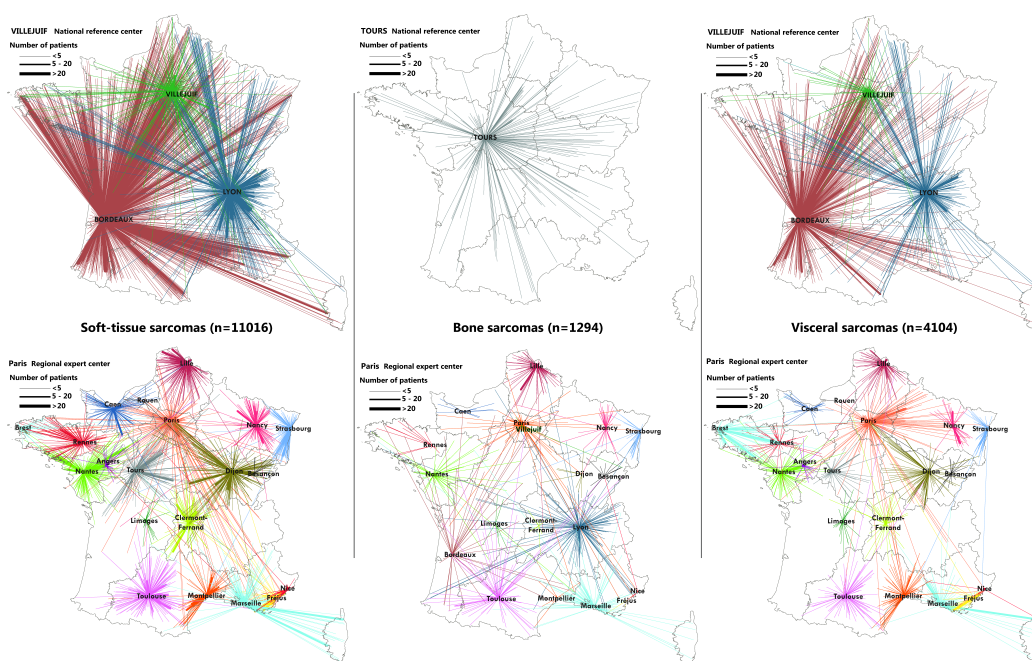 VILLEJUIF National reference center
Number of patients
<5
5 - 20
>20
VILLEJUIF
LYON
BORDEAUX
Soft-tissue sarcomas (n=11016)
TOURS National reference center
Number of patients
<5
5 - 20
>20
TOURS
Bone sarcomas (n=1294)
VILLEJUIF National reference center
Number of patients
<5
5 - 20
>20
VILLEJUIF
LYON
BORDEAUX
Visceral sarcomas (n=4104)
Paris Regional expert center
Number of patients
<5
5 - 20
>20
Lille
Caen
Rouen
Paris
Nancy
Strasbourg
Brest
Rennes
Angers
Nantes
Tours
Dijon
Besançon
Limoges
Clermont-
Ferrand
Toulouse
Montpellier
Marseille
Fréjus
Nice
Paris Regional expert center
Number of patients
<5
5 - 20
>20
Lille
Caen
Paris
Villejuif
Nancy
Strasbourg
Rennes
Nantes
Dijon
Besançon
Limoges
Clermont-
Ferrand
Lyon
Bordeaux
Toulouse
Montpellier
Marseille
Fréjus
Nice
Paris Regional expert center
Number of patients
<5
5 - 20
>20
Lille
Caen
Rouen
Paris
Nancy
Strasbourg
Brest
Rennes
Angers
Nantes
Tours
Dijon
Besançon
Limoges
Clermont-
Ferrand
Toulouse
Montpellier
Marseille
Fréjus
Nice